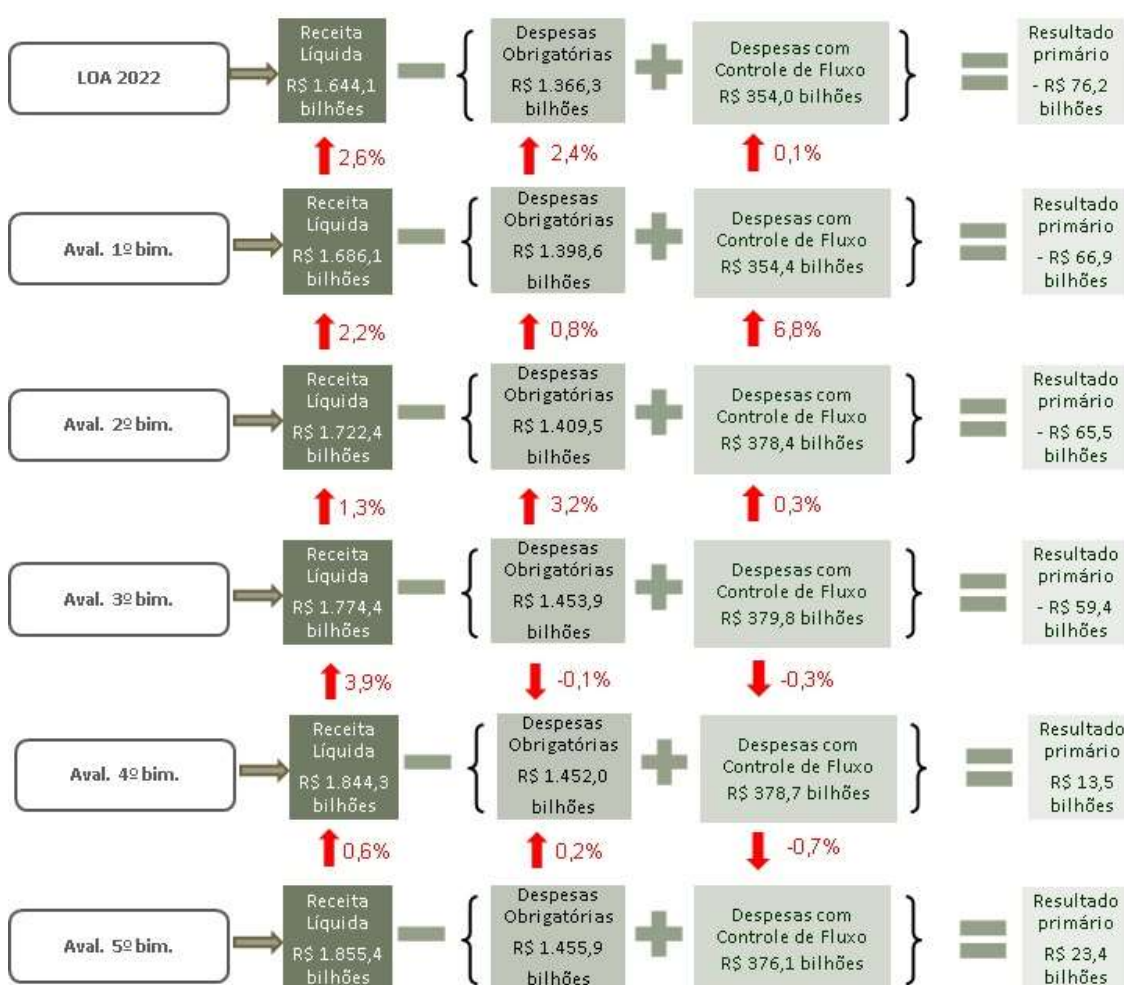 LOA 2022
Receita
Líquida
R$ 1.644,1
bilhões
Despesas
Obrigatórias
R$ 1.366,3
bilhões
Despesas com
Controle de Fluxo
R$ 354,0 bilhões
Resultado
primário
- R$ 76,2
bilhões
2,6%
2,4%
0,1%
Aval. 1º bim.
Receita
Líquida
R$ 1.686,1
bilhões
Despesas
Obrigatórias
R$ 1.398,6
bilhões
Despesas com
Controle de Fluxo
R$ 354,4 bilhões
Resultado
primário
- R$ 66,9
bilhões
2,2%
0,8%
6,8%
Aval. 2º bim.
Receita
Líquida
R$ 1.722,4
bilhões
Despesas
Obrigatórias
R$ 1.409,5
bilhões
Despesas com
Controle de Fluxo
R$ 378,4 bilhões
Resultado
primário
- R$ 65,5
bilhões
1,3%
3,2%
0,3%
Aval. 3º bim.
Receita
Líquida
R$ 1.774,4
bilhões
Despesas
Obrigatórias
R$ 1.453,9
bilhões
Despesas com
Controle de Fluxo
R$ 379,8 bilhões
Resultado
primário
- R$ 59,4
bilhões
3,9%
-0,1%
-0,3%
Aval. 4º bim.
Receita
Líquida
R$ 1.844,3
bilhões
Despesas
Obrigatórias
R$ 1.452,0
bilhões
Despesas com
Controle de Fluxo
R$ 378,7 bilhões
Resultado
primário
R$ 13,5
bilhões
0,6%
0,2%
-0,7%
Aval. 5º bim.
Receita
Líquida
R$ 1.855,4
bilhões
Despesas
Obrigatórias
R$ 1.455,9
bilhões
Despesas com
Controle de Fluxo
R$ 376,1 bilhões
Resultado
primário
R$ 23,4
bilhões